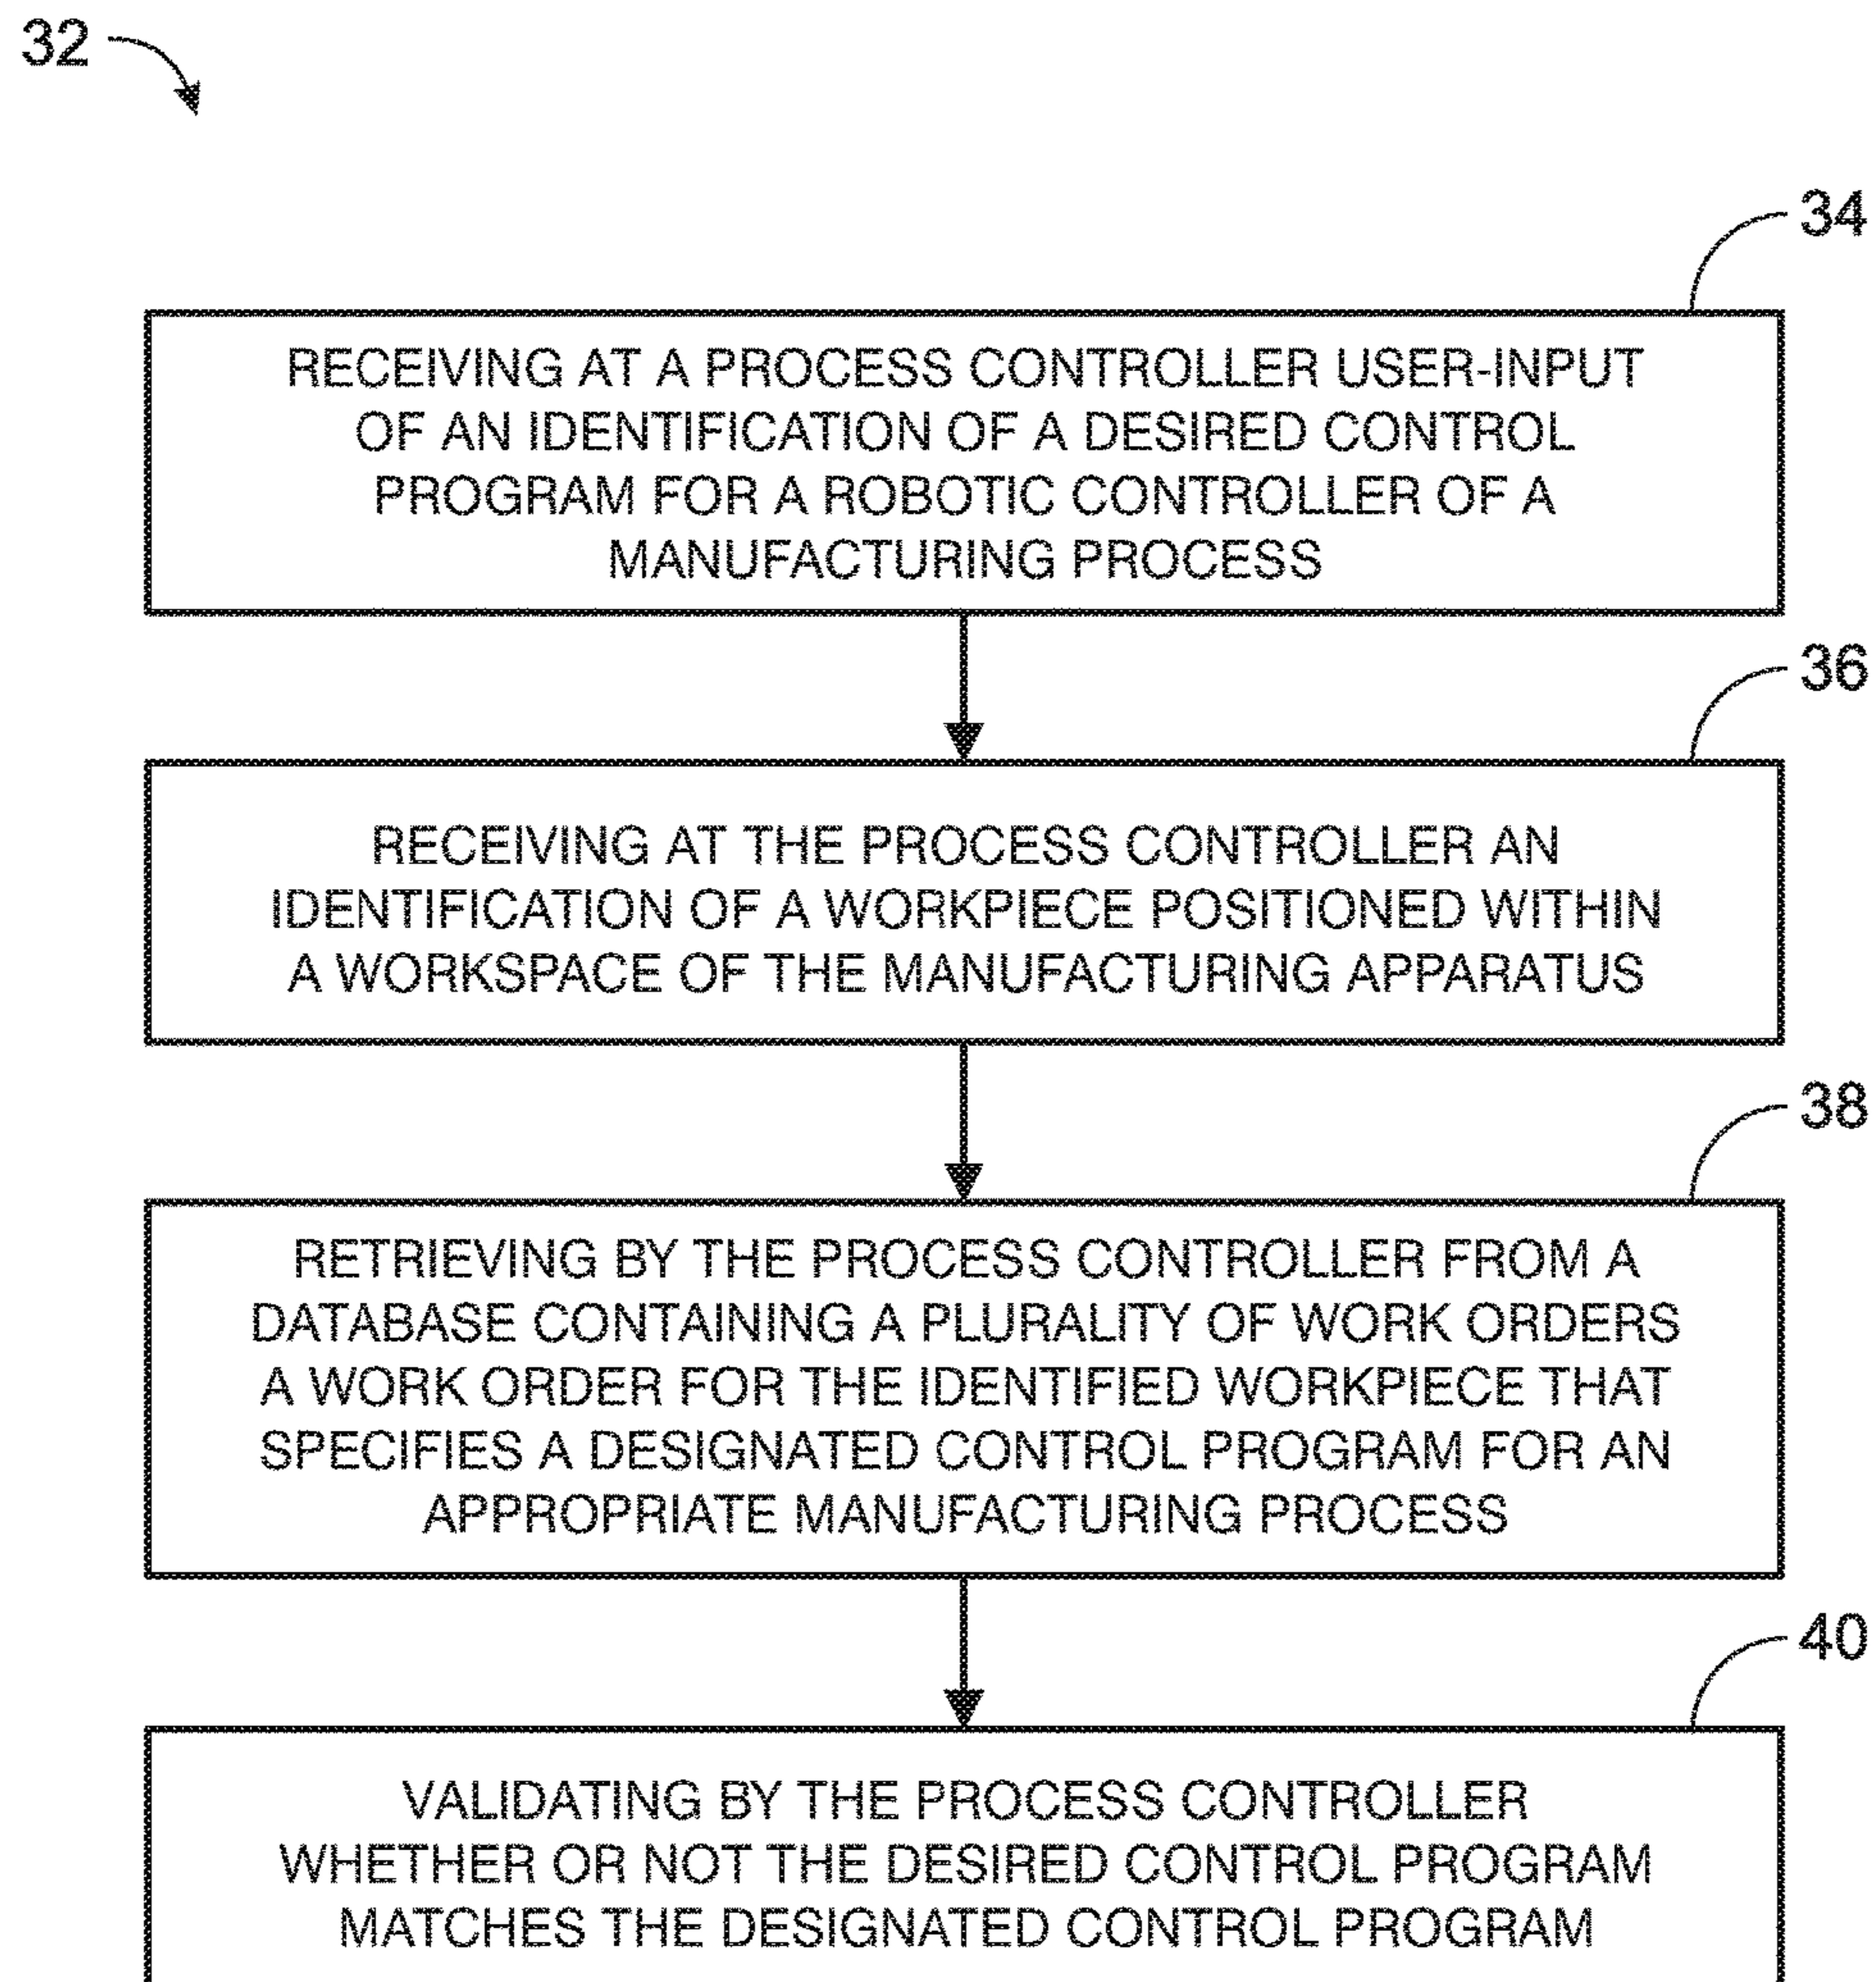 32
34
RECEIVING AT A PROCESS CONTROLLER USER-INPUT
OF AN IDENTIFICATION OF A DESIRED CONTROL
PROGRAM FOR A ROBOTIC CONTROLLER OF A
MANUFACTURING PROCESS
36
RECEIVING AT THE PROCESS CONTROLLER AN
IDENTIFICATION OF A WORKPIECE POSITIONED WITHIN
A WORKSPACE OF THE MANUFACTURING APPARATUS
38
RETRIEVING BY THE PROCESS CONTROLLER FROM A
DATABASE CONTAINING A PLURALITY OF WORK ORDERS
A WORK ORDER FOR THE IDENTIFIED WORKPIECE THAT
SPECIFIES A DESIGNATED CONTROL PROGRAM FOR AN
APPROPRIATE MANUFACTURING PROCESS
40
VALIDATING BY THE PROCESS CONTROLLER
WHETHER OR NOT THE DESIRED CONTROL PROGRAM
MATCHES THE DESIGNATED CONTROL PROGRAM